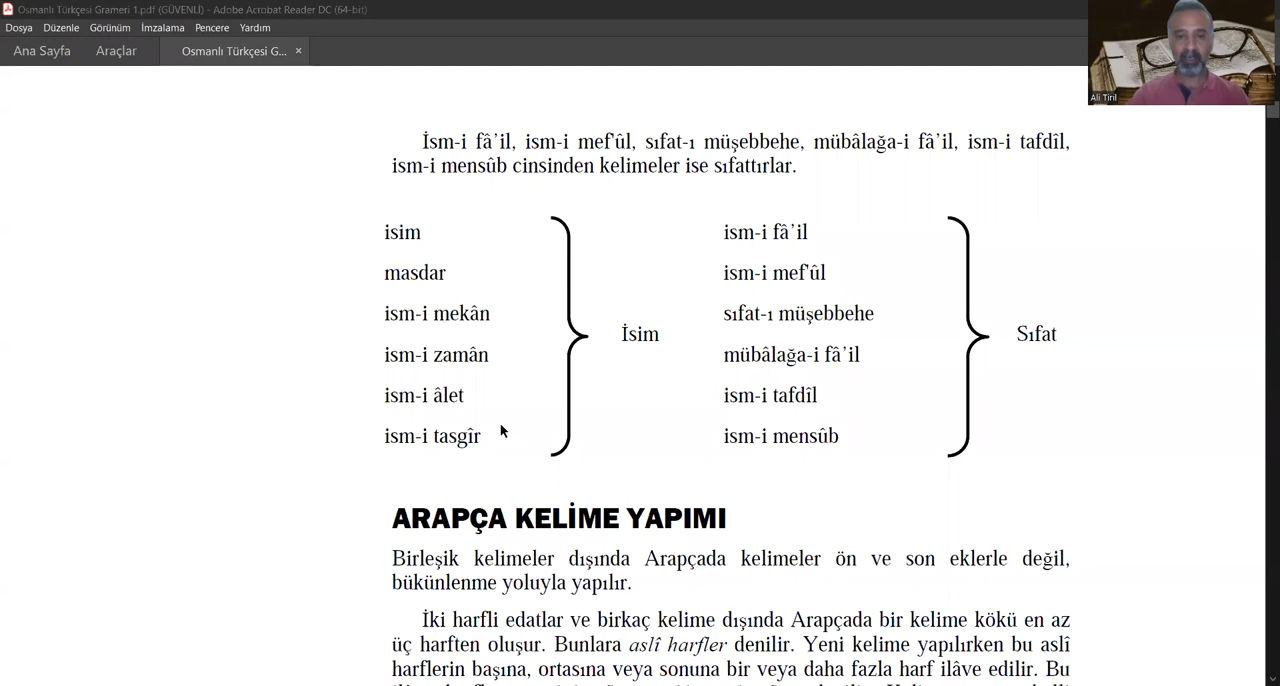 Osmanlı Türkçesi Grameri 1.pdf (GÜVENLİ) - Adobe Acrobat Reader DC (64-bit)
Dosya Düzenle Görünüm İmzalama Pencere Yardım
Ana Sayfa Araçlar Osmanlı Türkçesi G... ×
Ali Tiril
İsm-i fâ’il, ism-i mef'ûl, sıfat-ı müşebbehe, mübâlağa-i fâ’il, ism-i tafdîl,
ism-i mensûb cinsinden kelimeler ise sıfattırlar.
isim
masdar
ism-i mekân
ism-i zamân
ism-i âlet
ism-i tasgîr
İsim
ism-i fâ’il
ism-i mef'ûl
sıfat-ı müşebbehe
mübâlağa-i fâ’il
ism-i tafdîl
ism-i mensûb
Sıfat
ARAPÇA KELİME YAPIMI
Birleşik kelimeler dışında Arapçada kelimeler ön ve son eklerle değil,
bükünlenme yoluyla yapılır.
İki harfli edatlar ve birkaç kelime dışında Arapçada bir kelime kökü en az
üç harften oluşur. Bunlara aslî harfler denilir. Yeni kelime yapılırken bu aslî
harflerin başına, ortasına veya sonuna bir veya daha fazla harf ilâve edilir. Bu